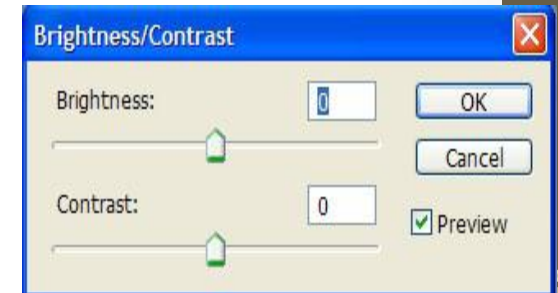 Brightness/Contrast
Brightness: 0
OK
Cancel
Contrast: 0
Preview